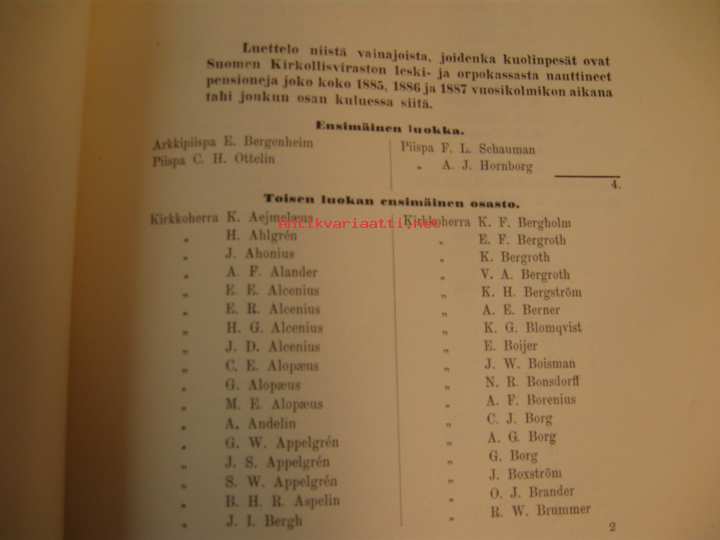 Luettelo niistä vainajoista, joidenka kuolinpesät ovat
Suomen Kirkollisviraston leski- ja orpokassasta nauttineet
pensioneja joko koko 1885, 1886 ja 1887 vuosikolmikon aikana
tahi jonkun osan kuluessa siitä.
Ensimäinen luokka.
Arkkipiispa E. Bergenheim
Piispa C. H. Ottelin
Piispa F. L. Schauman
„ A. J. Hornborg
4.
Toisen luokan ensimäinen osasto.
Kirkkoherra K. Aejmelæus
„ H. Ahlgrén
„ J. Ahonius
„ A. F. Alander
„ E. E. Alcenius
„ E. R. Alcenius
„ H. G. Alcenius
„ J. D. Alcenius
„ C. E. Alopæus
„ G. Alopæus
„ M. E. Alopæus
„ A. Andelin
„ G. W. Appelgrén
„ J. S. Appelgrén
„ S. W. Appelgrén
„ B. H. R. Aspelin
„ J. I. Bergh
Kirkkoherra K. F. Bergholm
„ E. F. Bergroth
„ K. Bergroth
„ V. A. Bergroth
„ K. H. Bergström
„ A. E. Berner
„ K. G. Blomqvist
„ E. Boijer
„ J. W. Boisman
„ N. R. Bonsdorff
„ A. F. Borenius
„ C. J. Borg
„ A. G. Borg
„ G. Borg
„ J. Boxström
„ O. J. Brander
„ R. W. Brummer
2
Antikvariaatti.net